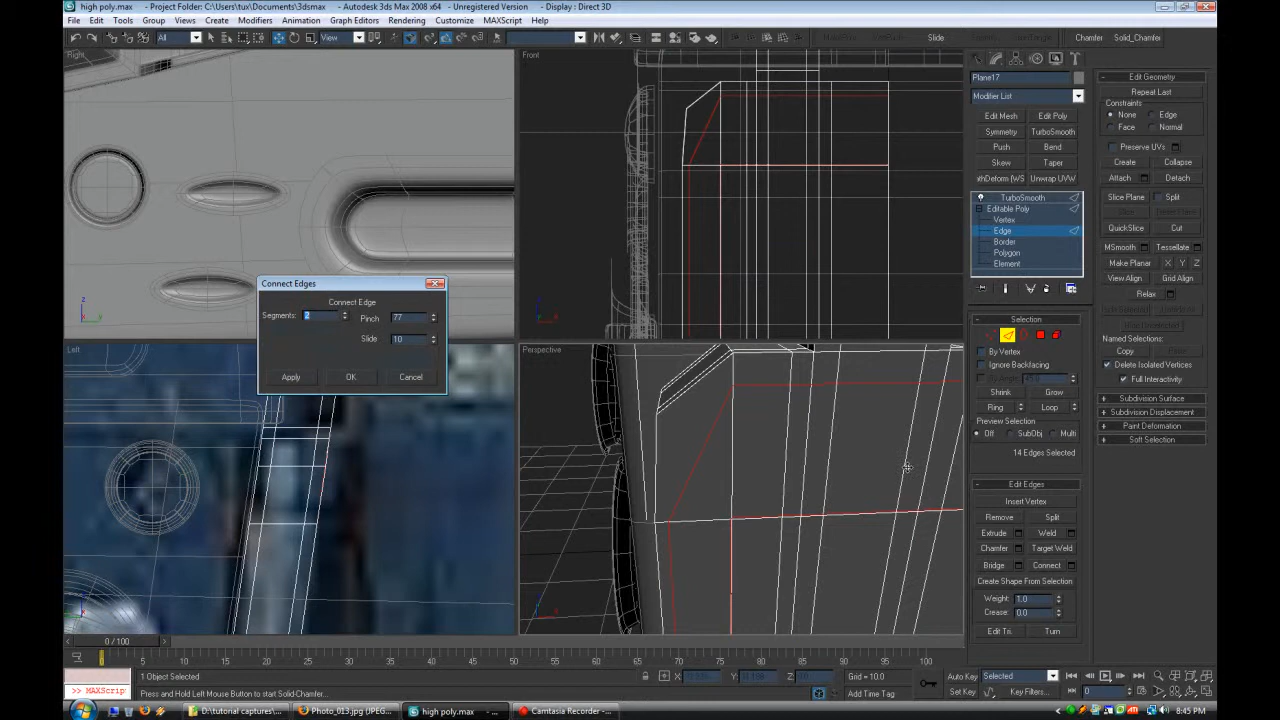 high poly.max - Project Folder: C:\Users\tux\Documents\3dsmax - Autodesk 3ds Max 2008 x64 - Unregistered Version - Display : Direct 3D
File Edit Tools Group Views Create Modifiers Animation Graph Editors Rendering Customize MAXScript Help
All View Slide Chamfer Solid_Chamfer
Right
Front
Left
Perspective
Connect Edges
Connect Edge
Segments: 2 Pinch 77
Slide 10
Apply OK Cancel
Plane17
Modifier List
Edit Mesh Edit Poly
Symmetry TurboSmooth
Push Bend
Skew Taper
thDeform (WS Unwrap UVW
TurboSmooth
Editable Poly
Vertex
Edge
Border
Polygon
Element
Selection
By Vertex
Ignore Backfacing
Shrink Grow
Ring Loop
Preview Selection
Off SubObj Multi
14 Edges Selected
Edit Edges
Insert Vertex
Remove Split
Extrude Weld
Chamfer Target Weld
Bridge Connect
Create Shape From Selection
Weight: 1.0
Crease: 0.0
Edit Tri Turn
Edit Geometry
Repeat Last
Constraints
None Edge
Face Normal
Preserve UVs
Create Collapse
Attach Detach
Slice Plane Split
QuickSlice Cut
MSmooth Tessellate
Make Planar X Y Z
View Align Grid Align
Relax
Named Selections:
Copy
Delete Isolated Vertices
Full Interactivity
Subdivision Surface
Subdivision Displacement
Paint Deformation
Soft Selection
0 / 100
0 5 10 15 20 25 30 35 40 45 50 55 60 65 70 75 80 85 90 95 100
1 Object Selected X: Y: Z: Grid = 10.0 Auto Key Selected
>> MAXScrip Press and Hold Left Mouse Button to start Solid-Chamfer Add Time Tag Set Key Key Filters... 0
D:\tutorial captures... Photo_013.jpg (JPEG... high poly.max - ... Camtasia Recorder - ... 8:45 PM